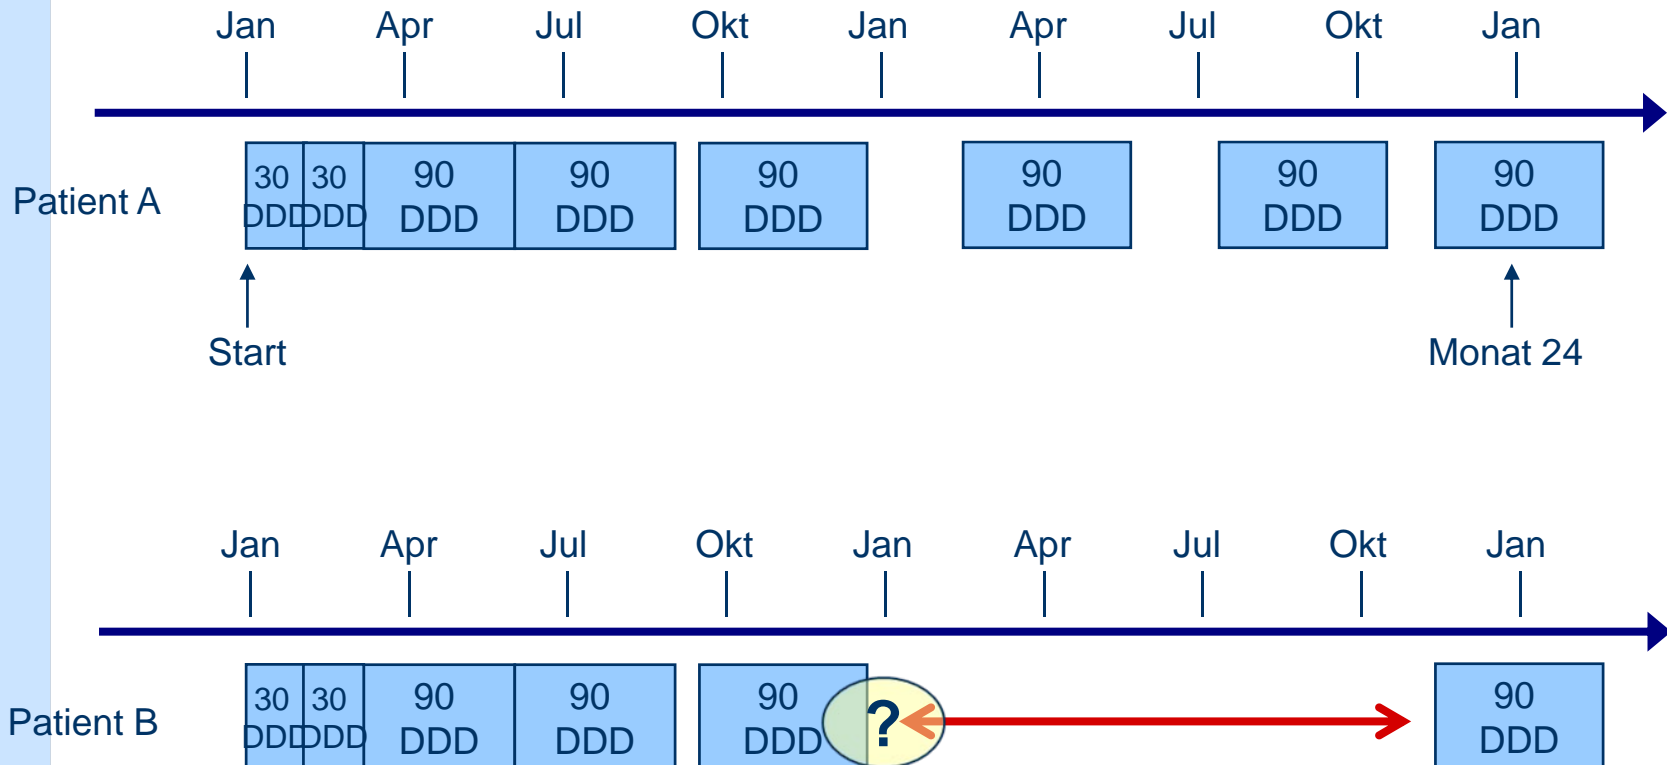 Jan Apr Jul Okt Jan Apr Jul Okt Jan
Patient A
30 30 90 90 90 90 90 90
DDD DDD DDD DDD DDD DDD DDD DDD
Start Monat 24
Jan Apr Jul Okt Jan Apr Jul Okt Jan
Patient B
30 30 90 90 90 ? 90
DDD DDD DDD DDD DDD DDD